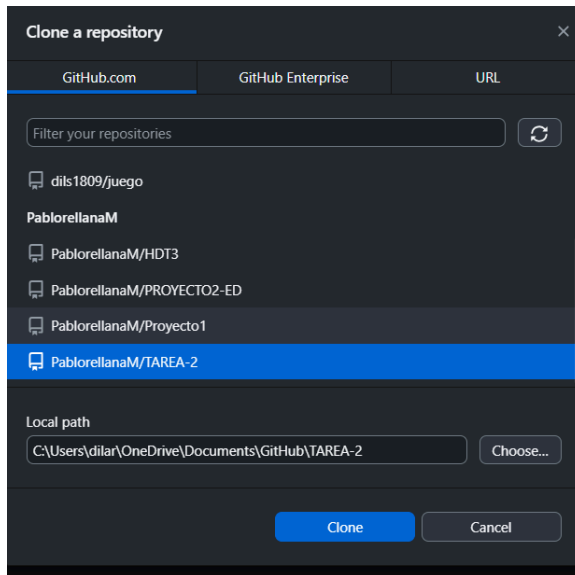 Clone a repository
GitHub.com GitHub Enterprise URL
Filter your repositories
dils1809/juego
PablorellanaM
PablorellanaM/HDT3
PablorellanaM/PROYECTO2-ED
PablorellanaM/Proyecto1
PablorellanaM/TAREA-2
Local path
C:\Users\dilar\OneDrive\Documents\GitHub\TAREA-2 Choose...
Clone Cancel